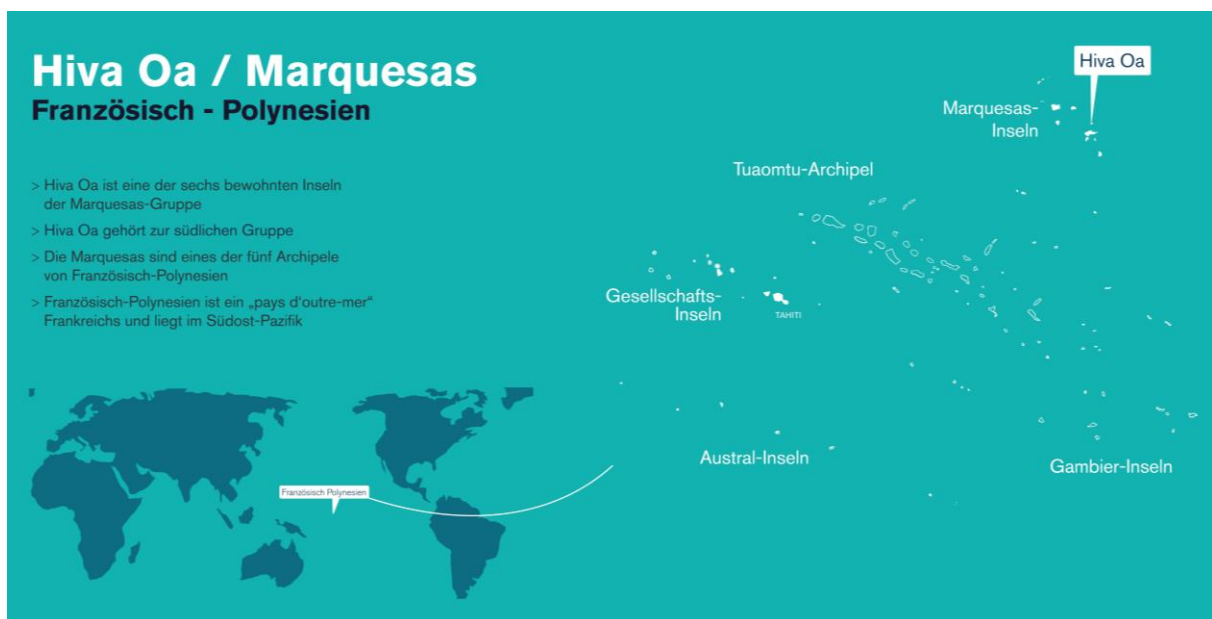 Hiva Oa / Marquesas
Französisch - Polynesien
> Hiva Oa ist eine der sechs bewohnten Inseln
der Marquesas-Gruppe
> Hiva Oa gehört zur südlichen Gruppe
> Die Marquesas sind eines der fünf Archipele
von Französisch-Polynesien
> Französisch-Polynesien ist ein „pays d'outre-mer“
Frankreichs und liegt im Südost-Pazifik
Hiva Oa
Marquesas-
Inseln
Tuaomtu-Archipel
Gesellschafts-
Inseln
TAHITI
Austral-Inseln
Gambier-Inseln
Französisch Polynesien